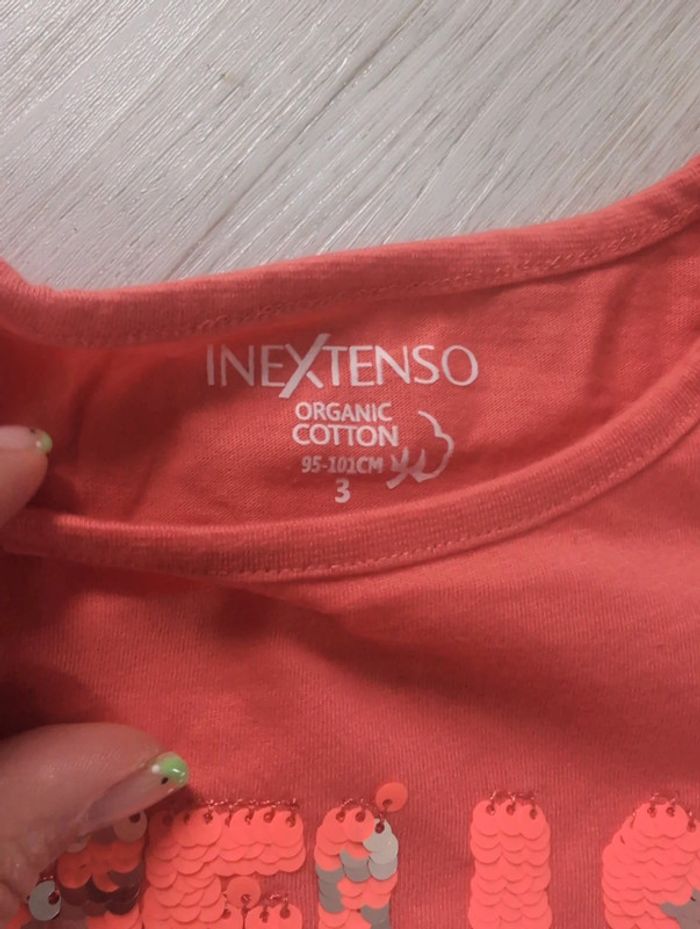 INEXTENSO
ORGANIC
COTTON
95-101CM
3